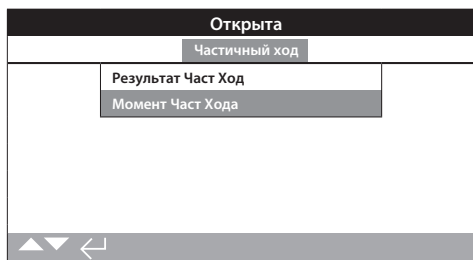 Открыта
Частичный ход
Результат Част Ход
Момент Част Хода